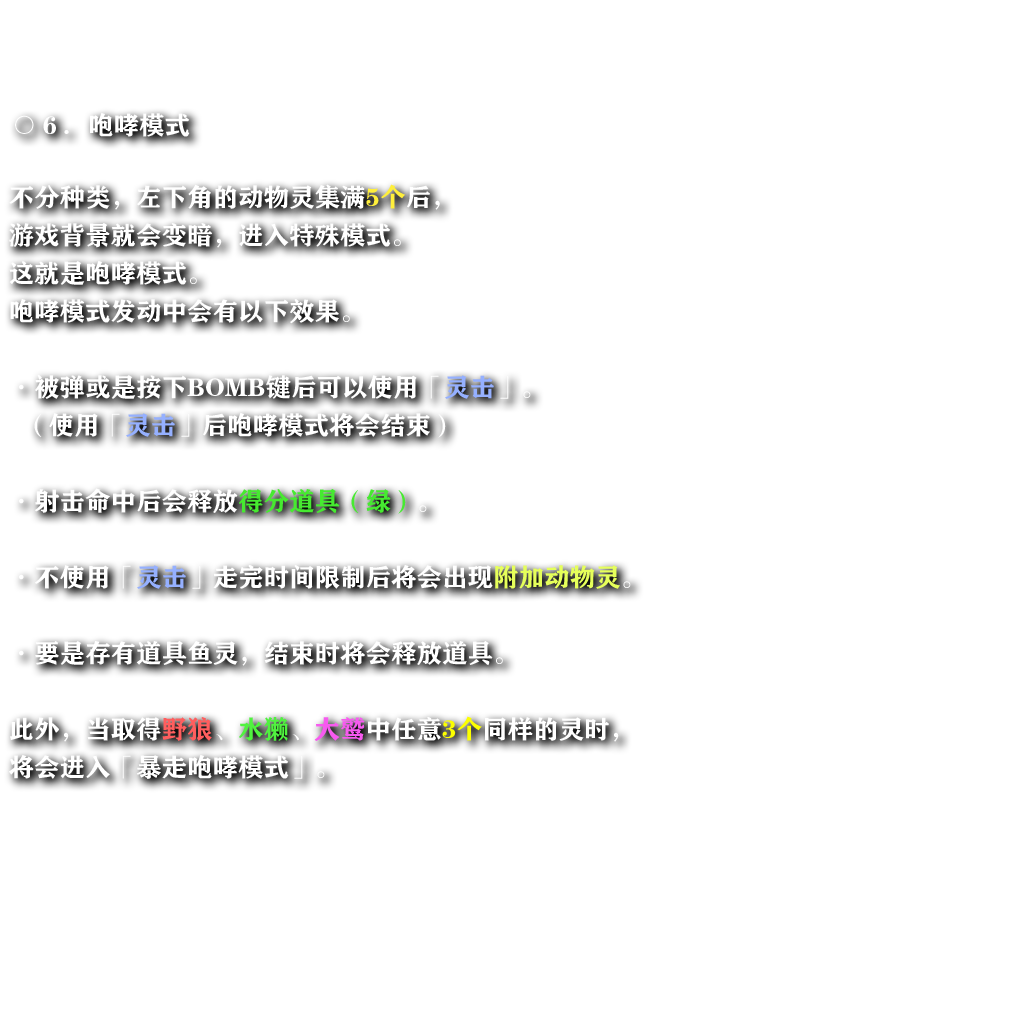 ○６．咆哮模式
不分种类，左下角的动物灵集满5个后，
游戏背景就会变暗，进入特殊模式。
这就是咆哮模式。
咆哮模式发动中会有以下效果。
・被弹或是按下BOMB键后可以使用「灵击」。
（使用「灵击」后咆哮模式将会结束）
・射击命中后会释放得分道具（绿）。
・不使用「灵击」走完时间限制后将会出现附加动物灵。
・要是存有道具鱼灵，结束时将会释放道具。
此外，当取得野狼、水獭、大鹫中任意3个同样的灵时，
将会进入「暴走咆哮模式」。